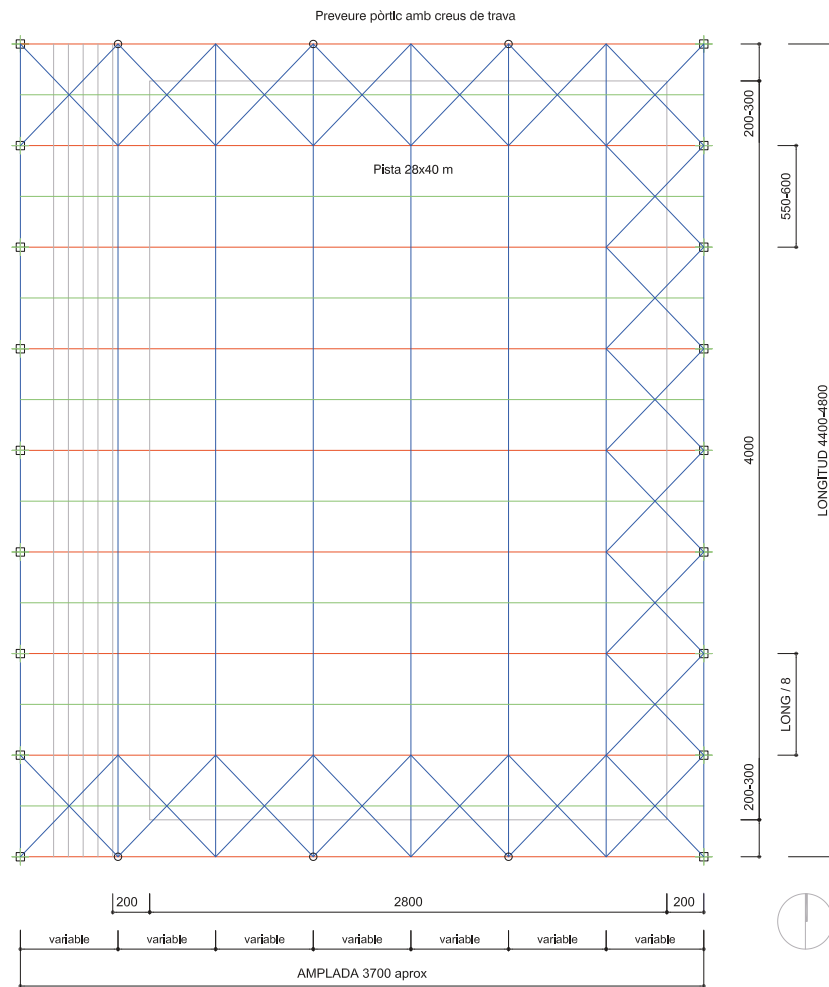 Preveure pòrtic amb creus de trava
200-300
Pista 28x40 m
550-600
4000
LONGITUD 4400-4800
LONG / 8
200-300
200
2800
200
variable
variable
variable
variable
variable
variable
variable
AMPLADA 3700 aprox